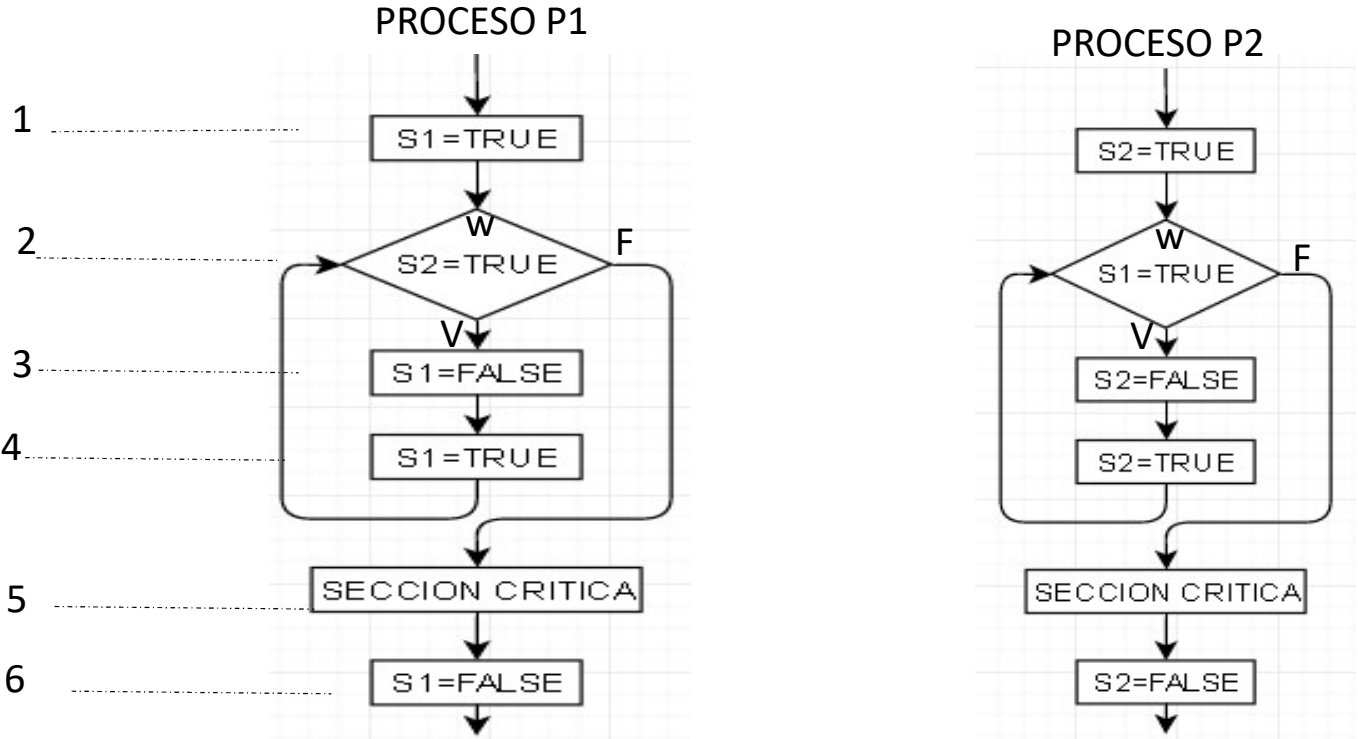 PROCESO P1
1
S1=TRUE
2
W
S2=TRUE
F
V
3
S1=FALSE
4
S1=TRUE
5
SECCION CRITICA
6
S1=FALSE
PROCESO P2
S2=TRUE
W
S1=TRUE
F
V
S2=FALSE
S2=TRUE
SECCION CRITICA
S2=FALSE